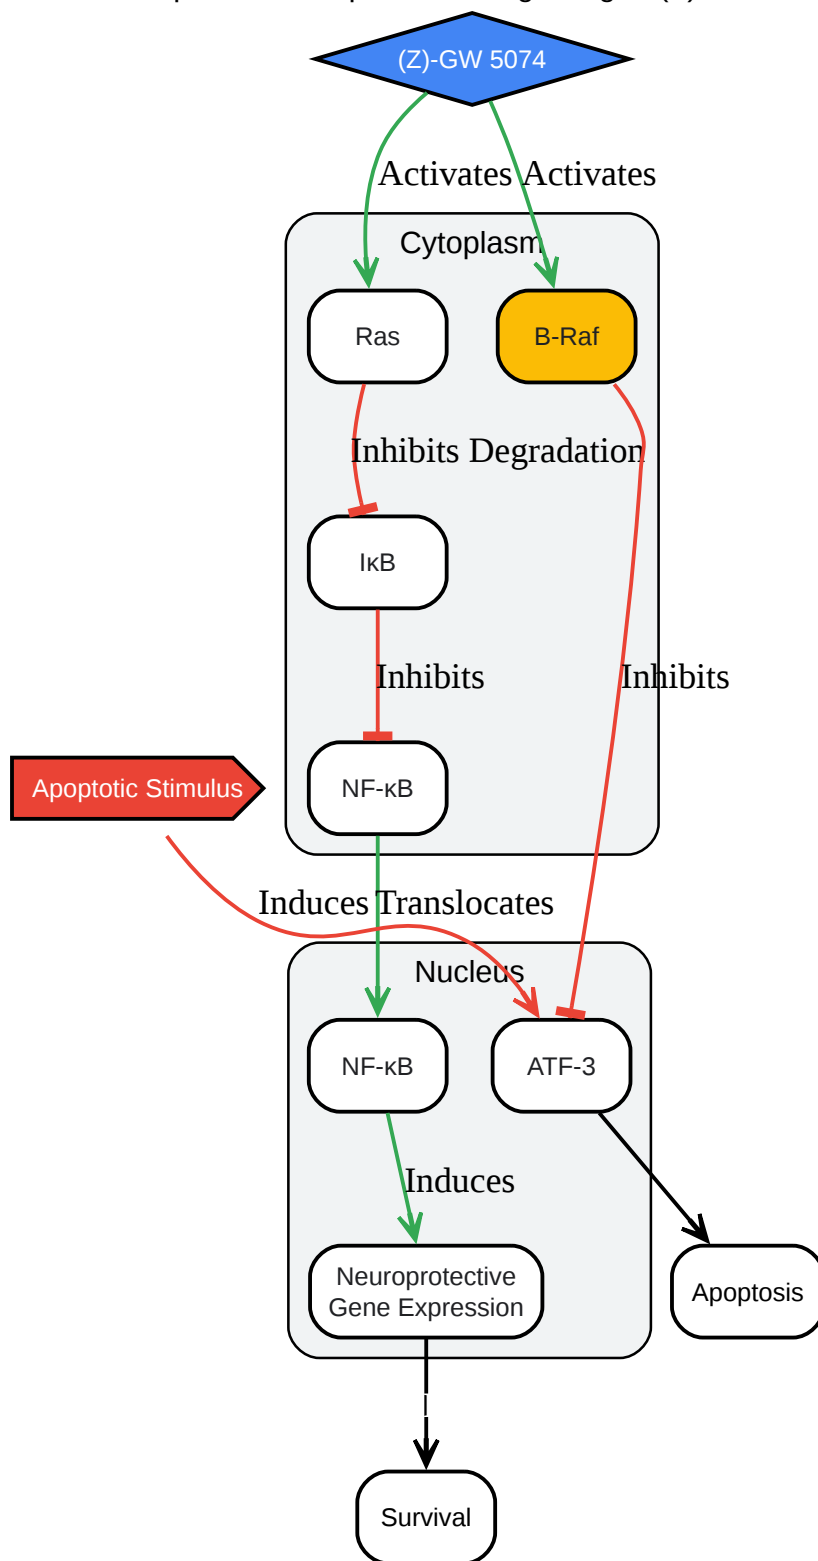 (Z)-GW 5074
Activates Activates
Cytoplasm
Ras
B-Raf
Inhibits Degradation
IκB
Inhibits
Inhibits
Apoptotic Stimulus
NF-κB
Induces
Translocates
Nucleus
NF-κB
ATF-3
Induces
Neuroprotective
Gene Expression
Apoptosis
Survival